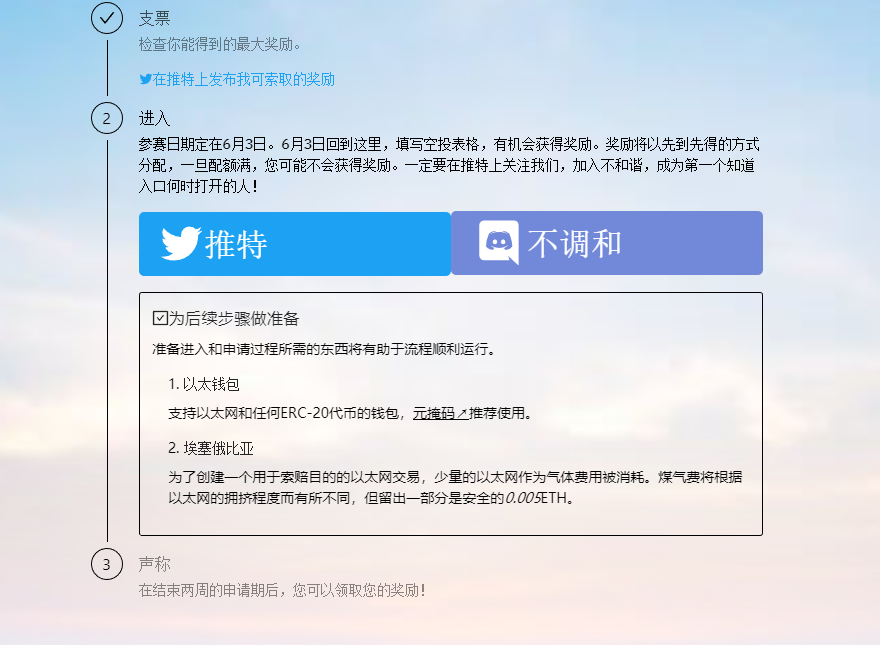 支票
检查你能得到的最大奖励。
在推特上发布我可索取的奖励
2
进入
参赛日期定在6月3日。6月3日回到这里，填写空投表格，有机会获得奖励。奖励将以先到先得的方式
分配，一旦配额满，您可能不会获得奖励。一定要在推特上关注我们，加入不和谐，成为第一个知道
入口何时打开的人！
推特
不调和
为后续步骤做准备
准备进入和申请过程所需的东西将有助于流程顺利运行。
1. 以太钱包
支持以太网和任何ERC-20代币的钱包，元掩码↗推荐使用。
2. 埃塞俄比亚
为了创建一个用于索赔目的的以太网交易，少量的以太网作为气体费用被消耗。煤气费将根据
以太网的拥挤程度而有所不同，但留出一部分是安全的0.005ETH。
3
声称
在结束两周的申请期后，您可以领取您的奖励！